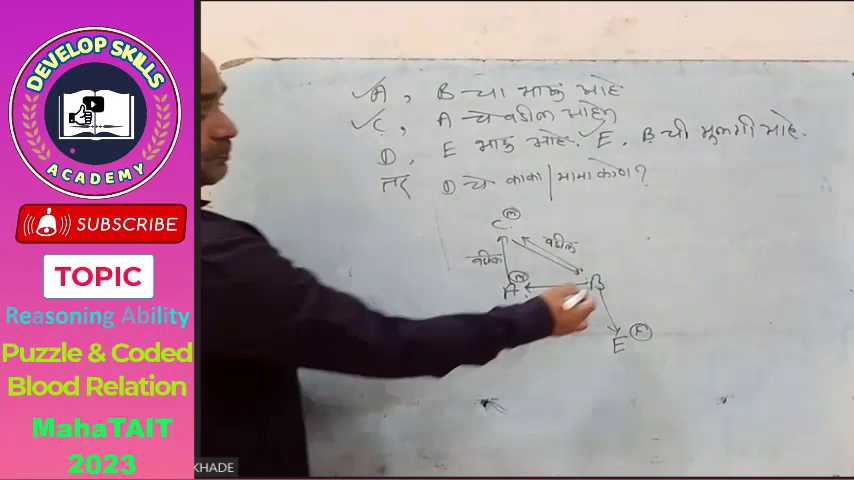 DEVELOP SKILLS
ACADEMY
SUBSCRIBE
TOPIC
Reasoning Ability
Puzzle & Coded
Blood Relation
MahaTAIT
2023
A, B चा भाऊ आहे
C, A चे वडील आहेत
D, E भाऊ आहे. E, B ची मुलगी आहे.
तर D चे काका/मामा कोण?
C M
वडील
वडील
A M
B
E F
KHADE